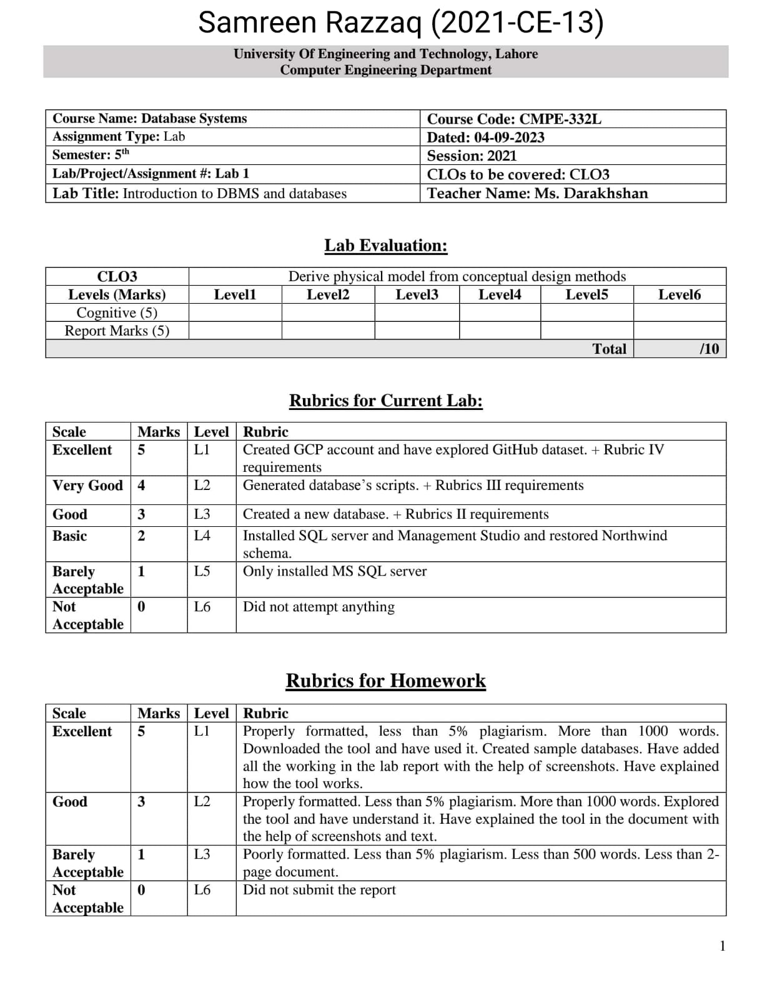 Samreen Razzaq (2021-CE-13)
University Of Engineering and Technology, Lahore
Computer Engineering Department
Course Name: Database Systems
Course Code: CMPE-332L
Assignment Type: Lab
Dated: 04-09-2023
Semester: 5th
Session: 2021
Lab/Project/Assignment #: Lab 1
CLOs to be covered: CLO3
Lab Title: Introduction to DBMS and databases
Teacher Name: Ms. Darakhshan
Lab Evaluation:
CLO3 Derive physical model from conceptual design methods
Levels (Marks) Level1 Level2 Level3 Level4 Level5 Level6
Cognitive (5)
Report Marks (5)
Total /10
Rubrics for Current Lab:
Scale Marks Level Rubric
Excellent 5 L1 Created GCP account and have explored GitHub dataset. + Rubric IV
requirements
Very Good 4 L2 Generated database’s scripts. + Rubrics III requirements
Good 3 L3 Created a new database. + Rubrics II requirements
Basic 2 L4 Installed SQL server and Management Studio and restored Northwind
schema.
Barely 1 L5 Only installed MS SQL server
Acceptable
Not 0 L6 Did not attempt anything
Acceptable
Rubrics for Homework
Scale Marks Level Rubric
Excellent 5 L1 Properly formatted, less than 5% plagiarism. More than 1000 words.
Downloaded the tool and have used it. Created sample databases. Have added
all the working in the lab report with the help of screenshots. Have explained
how the tool works.
Good 3 L2 Properly formatted. Less than 5% plagiarism. More than 1000 words. Explored
the tool and have understand it. Have explained the tool in the document with
the help of screenshots and text.
Barely 1 L3 Poorly formatted. Less than 5% plagiarism. Less than 500 words. Less than 2-
Acceptable page document.
Not 0 L6 Did not submit the report
Acceptable
1